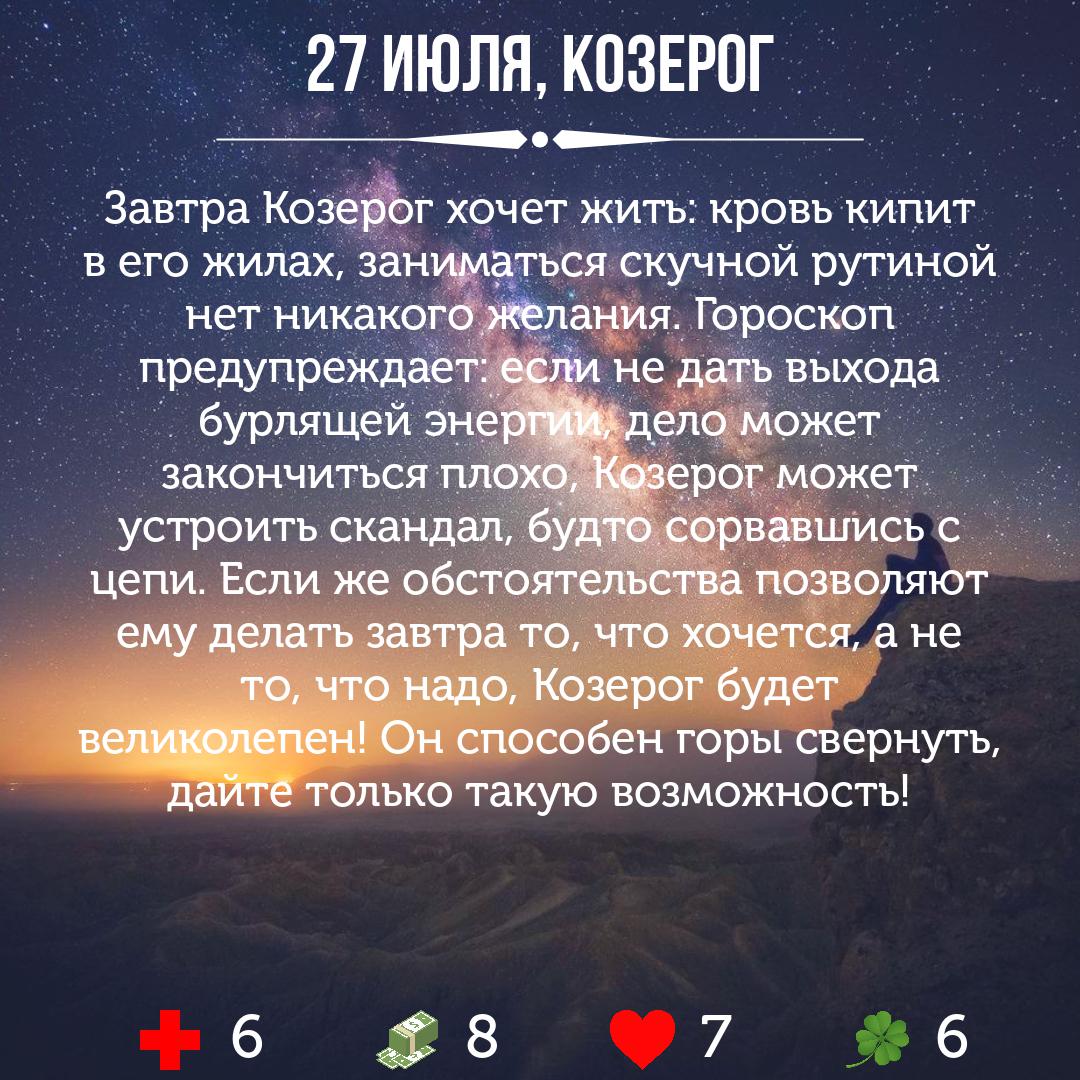 27 ИЮЛЯ, КОЗЕРОГ
Завтра Козерог хочет жить: кровь кипит
в его жилах, заниматься скучной рутиной
нет никакого желания. Гороскоп
предупреждает: если не дать выхода
бурлящей энергии, дело может
закончиться плохо, Козерог может
устроить скандал, будто сорвавшись с
цепи. Если же обстоятельства позволяют
ему делать завтра то, что хочется, а не
то, что надо, Козерог будет
великолепен! Он способен горы свернуть,
дайте только такую возможность!
6 8 7 6